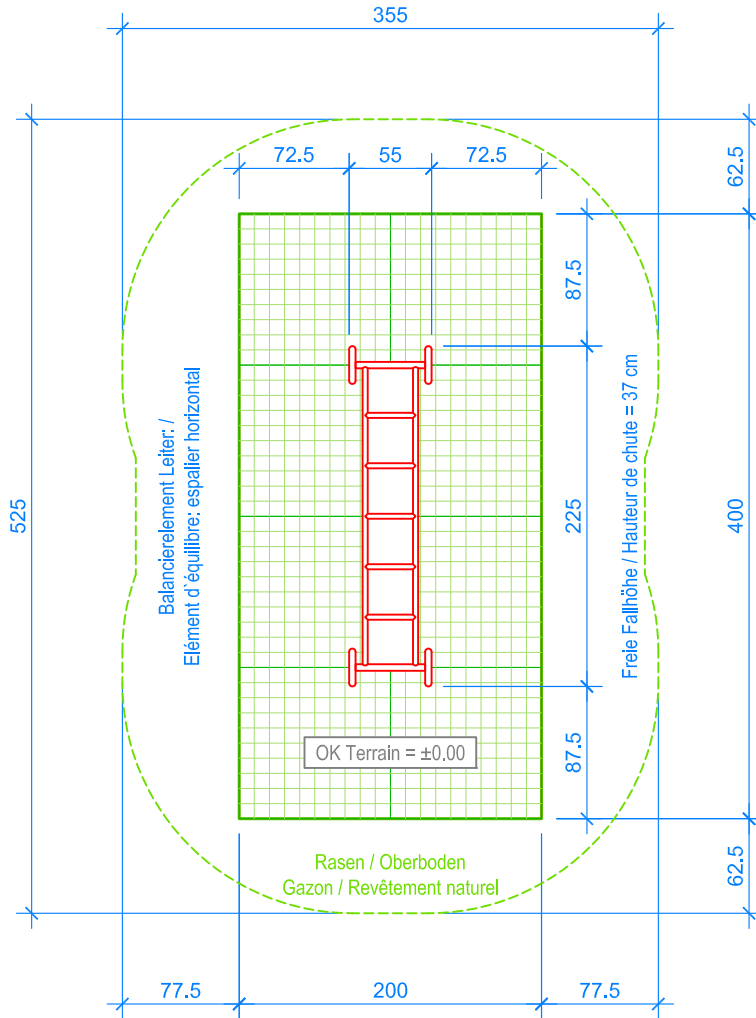 355
72.5
55
72.5
62.5
87.5
Balancierelement Leiter: /
Elément d`équilibre: espalier horizontal
Freie Fallhöhe / Hauteur de chute = 37 cm
525
225
400
OK Terrain = ±0.00
87.5
Rasen / Oberboden
Gazon / Revêtement naturel
62.5
77.5
200
77.5